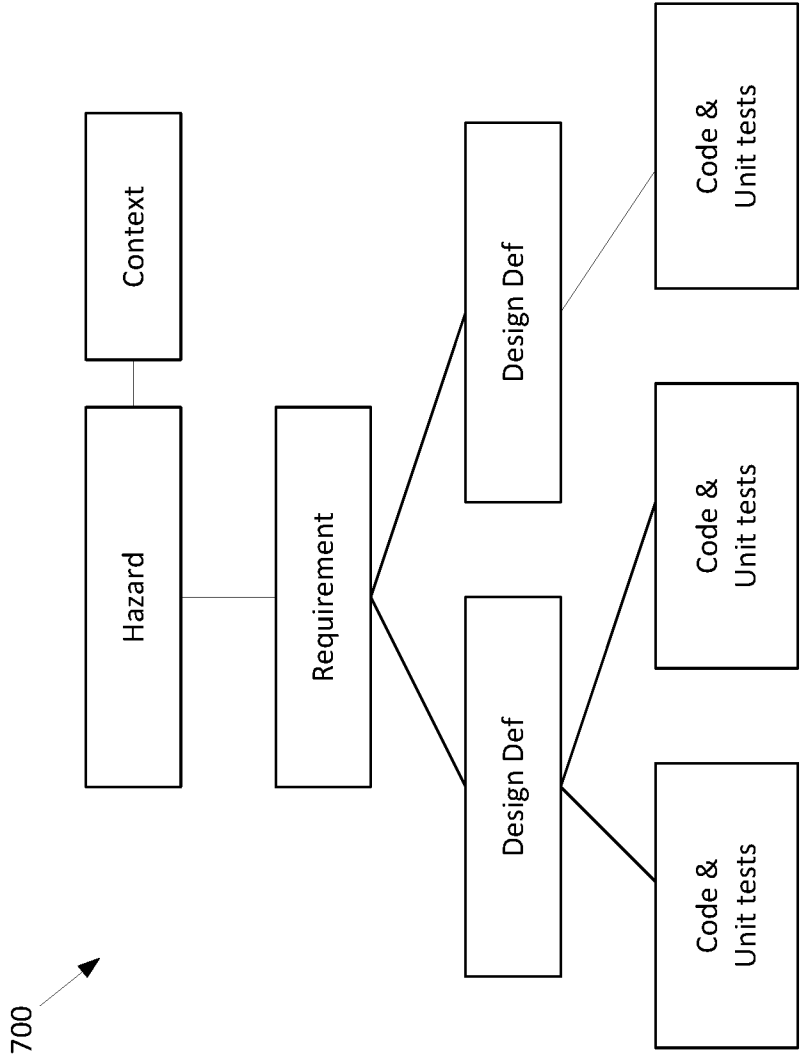 700
Hazard
Context
Requirement
Design Def
Design Def
Code &
Unit tests
Code &
Unit tests
Code &
Unit tests